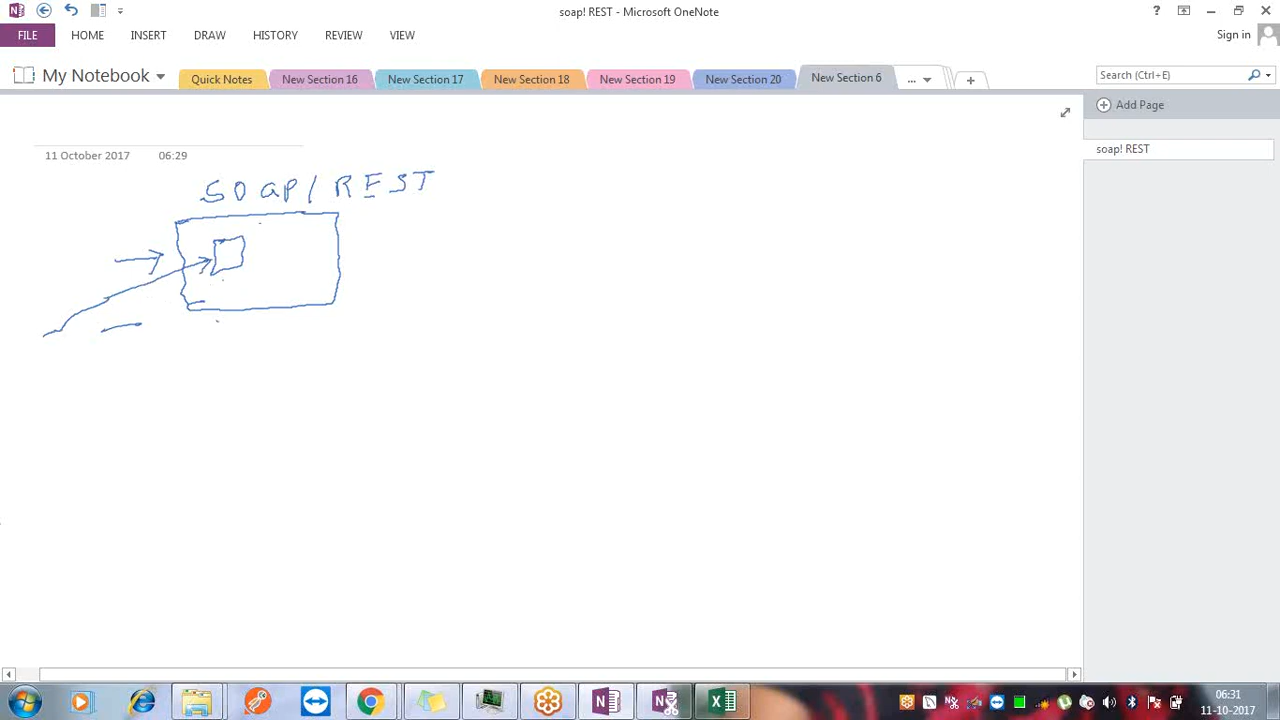 soap! REST - Microsoft OneNote
?
FILE HOME INSERT DRAW HISTORY REVIEW VIEW
Sign in
My Notebook
Quick Notes New Section 16 New Section 17 New Section 18 New Section 19 New Section 20 New Section 6 ... +
Search (Ctrl+E)
Add Page
soap! REST
11 October 2017 06:29
SOAP/REST
06:31
11-10-2017